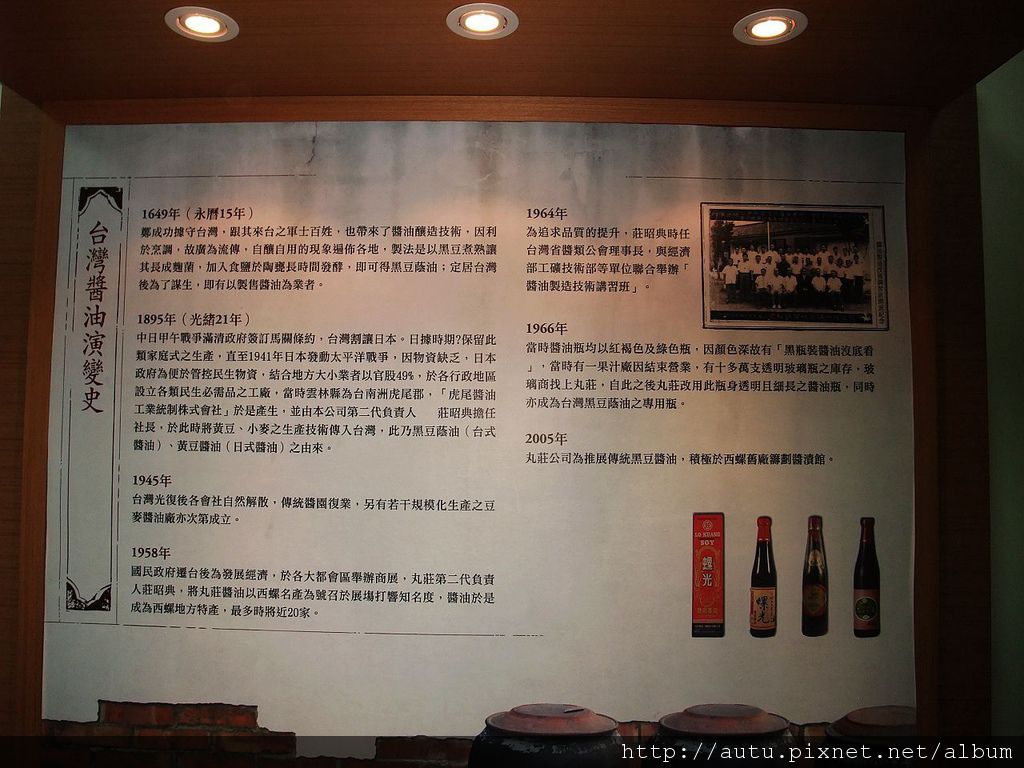 台灣醬油演變史
1649年（永曆15年）
鄭成功據守台灣，跟其來台之軍士百姓，也帶來了醬油釀造技術，因利
於烹調，故廣為流傳，自釀自用的現象遍佈各地，製法是以黑豆煮熟讓
其長成麴菌，加入食鹽於陶甕長時間發酵，即可得黑豆蔭油；定居台灣
後為了謀生，即有以製售醬油為業者。
1895年（光緒21年）
中日甲午戰爭滿清政府簽訂馬關條約，台灣割讓日本。日據時期?保留此
類家庭式之生產，直至1941年日本發動太平洋戰爭，因物資缺乏，日本
政府為便於管控民生物資，結合地方大小業者以官股49%，於各行政地區
設立各類民生必需品之工廠，當時雲林縣為台南洲虎尾郡，「虎尾醬油
工業統制株式會社」於是產生，並由本公司第二代負責人　莊昭典擔任
社長，於此時將黃豆、小麥之生產技術傳入台灣，此乃黑豆蔭油（台式
醬油）、黃豆醬油（日式醬油）之由來。
1945年
台灣光復後各會社自然解散，傳統醬園復業，另有若干規模化生產之豆
麥醬油廠亦次第成立。
1958年
國民政府遷台後為發展經濟，於各大都會區舉辦商展，丸莊第二代負責
人莊昭典，將丸莊醬油以西螺名產為號召於展場打響知名度，醬油於是
成為西螺地方特產，最多時將近20家。
1964年
為追求品質的提升，莊昭典時任
台灣省醬類公會理事長，與經濟
部工礦技術部等單位聯合舉辦「
醬油製造技術講習班」。
1966年
當時醬油瓶均以紅褐色及綠色瓶，因顏色深故有「黑瓶裝醬油沒底看
」，當時有一果汁廠因結束營業，有十多萬支透明玻璃瓶之庫存，玻
璃商找上丸莊，自此之後丸莊改用此瓶身透明且細長之醬油瓶，同時
亦成為台灣黑豆蔭油之專用瓶。
2005年
丸莊公司為推展傳統黑豆醬油，積極於西螺舊廠籌劃醬漬館。
LO KUANG
SOY
螺光
螺光
http://autu.pixnet.net/album